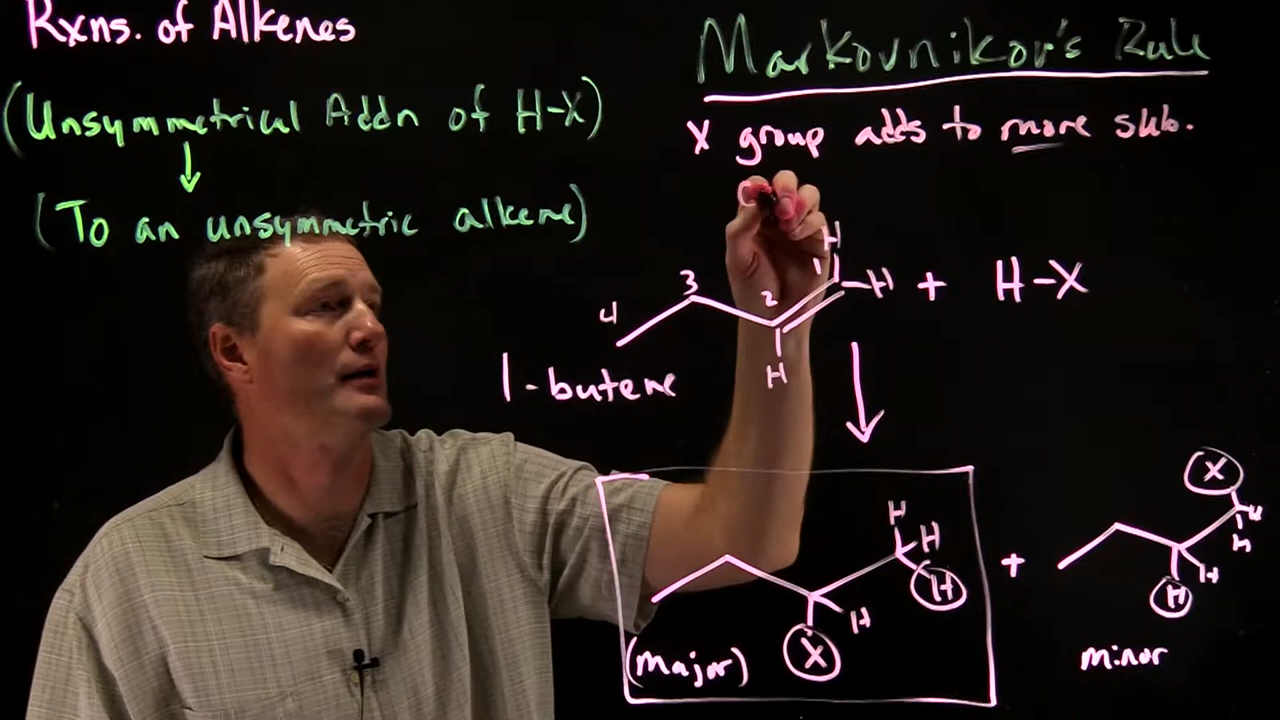 Rxns. of Alkenes
(Unsymmetrical Addn of H-X)
(To an unsymmetric alkene)
Markovnikov's Rule
X group adds to more sub.
4 3 2 1 H H + H-X
H
1-butene
H H H
X H
(major)
+
X
H H
H H
minor